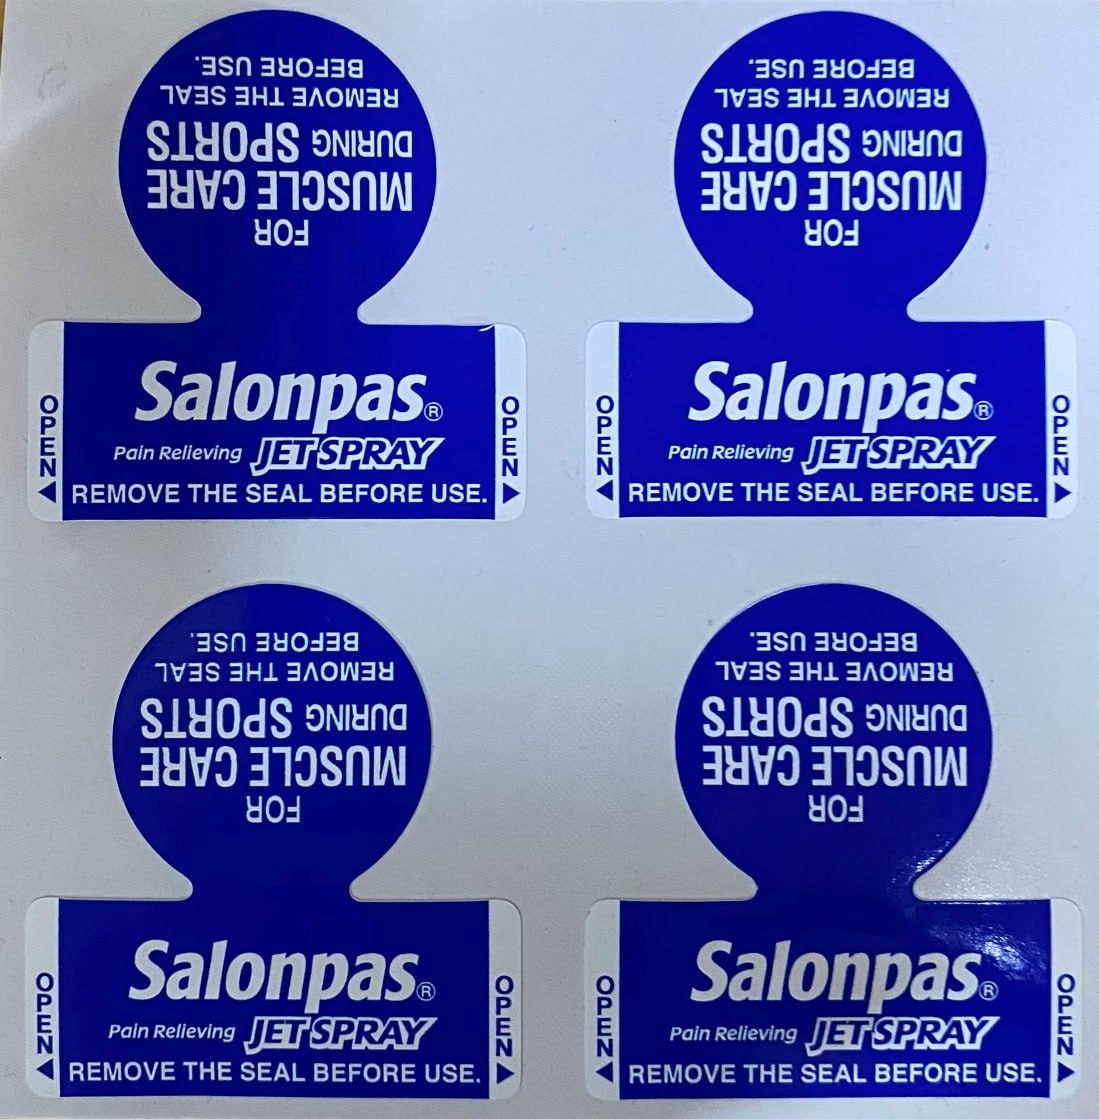 BEFORE USE.
REMOVE THE SEAL
DURING SPORTS
MUSCLE CARE
FOR
Salonpas®
Pain Relieving JET SPRAY
OPEN
REMOVE THE SEAL BEFORE USE.
OPEN
BEFORE USE.
REMOVE THE SEAL
DURING SPORTS
MUSCLE CARE
FOR
Salonpas®
Pain Relieving JET SPRAY
OPEN
REMOVE THE SEAL BEFORE USE.
OPEN
BEFORE USE.
REMOVE THE SEAL
DURING SPORTS
MUSCLE CARE
FOR
Salonpas®
Pain Relieving JET SPRAY
OPEN
REMOVE THE SEAL BEFORE USE.
OPEN
BEFORE USE.
REMOVE THE SEAL
DURING SPORTS
MUSCLE CARE
FOR
Salonpas®
Pain Relieving JET SPRAY
OPEN
REMOVE THE SEAL BEFORE USE.
OPEN